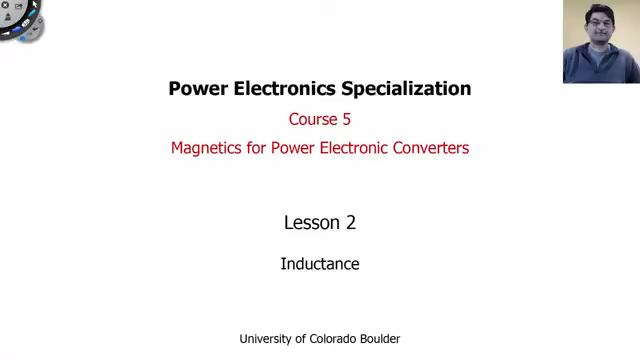 Power Electronics Specialization
Course 5
Magnetics for Power Electronic Converters
Lesson 2
Inductance
University of Colorado Boulder